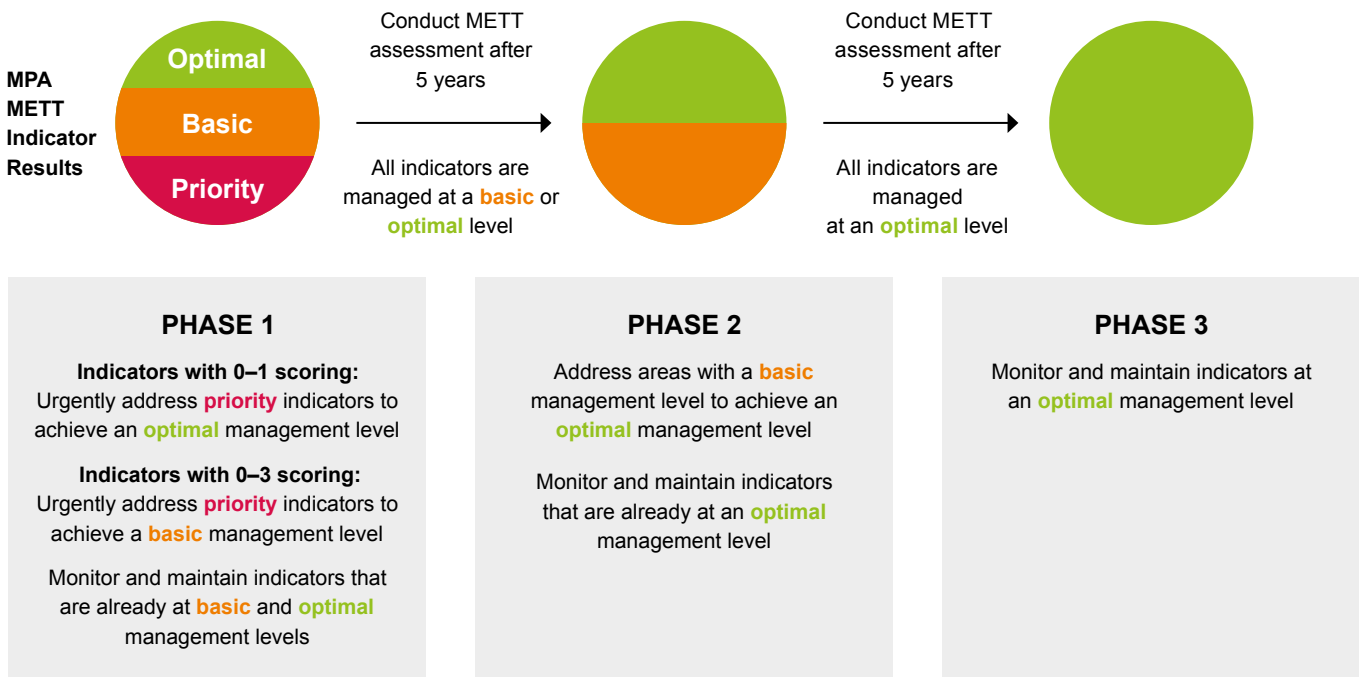 MPA
METT
Indicator
Results
Optimal
Basic
Priority
Conduct METT
assessment after
5 years
All indicators are
managed at a basic or
optimal level
Conduct METT
assessment after
5 years
All indicators are
managed
at an optimal level
PHASE 1
Indicators with 0–1 scoring:
Urgently address priority indicators to
achieve an optimal management level
Indicators with 0–3 scoring:
Urgently address priority indicators to
achieve a basic management level
Monitor and maintain indicators that
are already at basic and optimal
management levels
PHASE 2
Address areas with a basic
management level to achieve an
optimal management level
Monitor and maintain indicators
that are already at an optimal
management level
PHASE 3
Monitor and maintain indicators at
an optimal management level